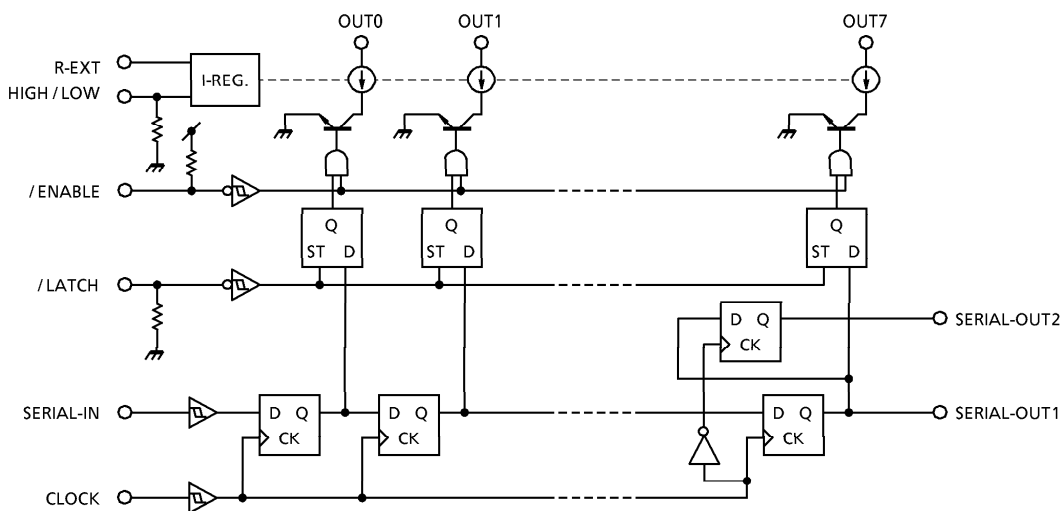 OUT0 OUT1 OUT7
R-EXT
I-REG.
HIGH / LOW
/ ENABLE
Q Q Q
ST D ST D ST D
/ LATCH
D Q SERIAL-OUT2
CK
SERIAL-IN D Q D Q D Q SERIAL-OUT1
CK CK CK
CLOCK